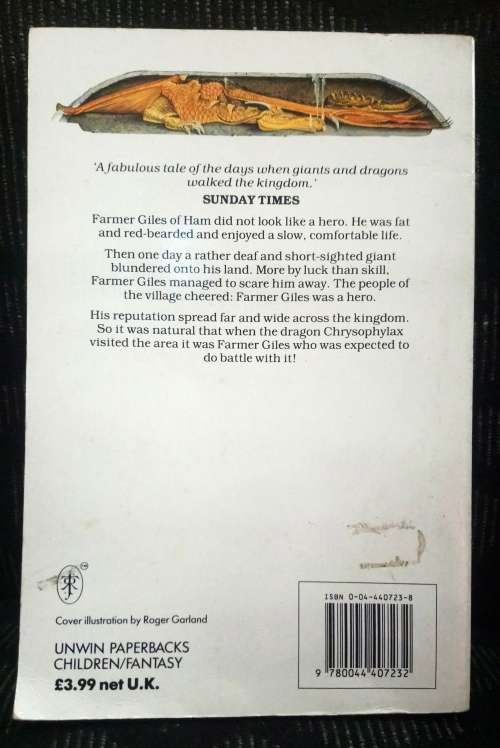 'A fabulous tale of the days when giants and dragons
walked the kingdom.'
SUNDAY TIMES
Farmer Giles of Ham did not look like a hero. He was fat
and red-bearded and enjoyed a slow, comfortable life.
Then one day a rather deaf and short-sighted giant
blundered onto his land. More by luck than skill,
Farmer Giles managed to scare him away. The people of
the village cheered: Farmer Giles was a hero.
His reputation spread far and wide across the kingdom.
So it was natural that when the dragon Chrysophylax
visited the area it was Farmer Giles who was expected to
do battle with it!
TM
Cover illustration by Roger Garland
UNWIN PAPERBACKS
CHILDREN/FANTASY
£3.99 net U.K.
ISBN 0-04-440723-8
9 780044 407232